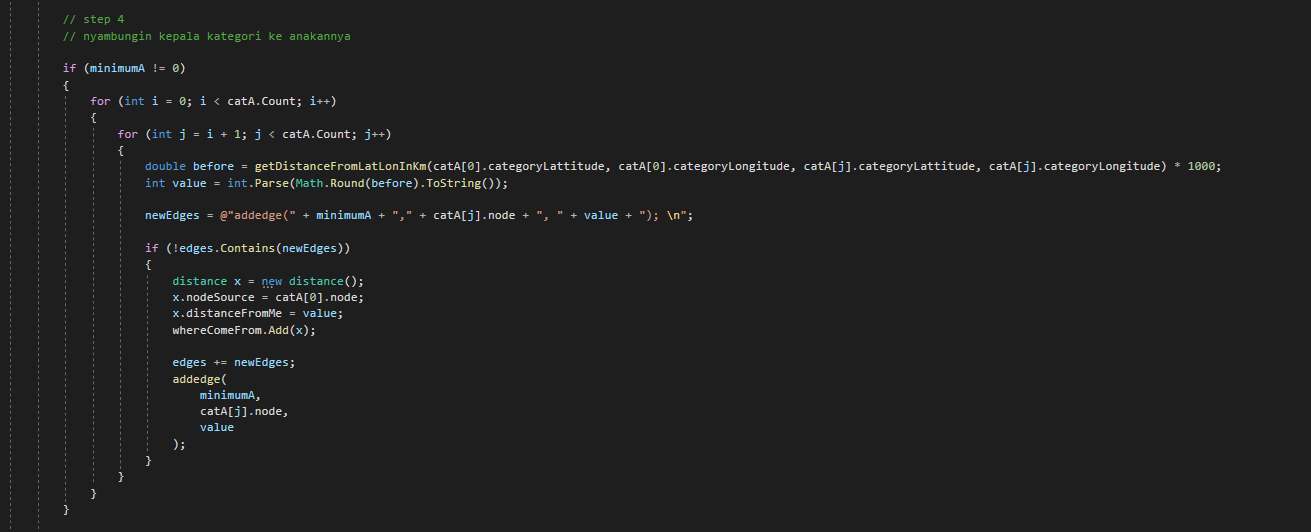 // step 4
// nyambungin kepala kategori ke anakannya
if (minimumA != 0)
{
for (int i = 0; i < catA.Count; i++)
{
for (int j = i + 1; j < catA.Count; j++)
{
double before = getDistanceFromLatLonInKm(catA[0].categoryLattitude, catA[0].categoryLongitude, catA[j].categoryLattitude, catA[j].categoryLongitude) * 1000;
int value = int.Parse(Math.Round(before).ToString());
newEdges = @"addedge(" + minimumA + "," + catA[j].node + ", " + value + "); \n";
if (!edges.Contains(newEdges))
{
distance x = new distance();
x.nodeSource = catA[0].node;
x.distanceFromMe = value;
whereComeFrom.Add(x);
edges += newEdges;
addedge(
minimumA,
catA[j].node,
value
);
}
}
}
}